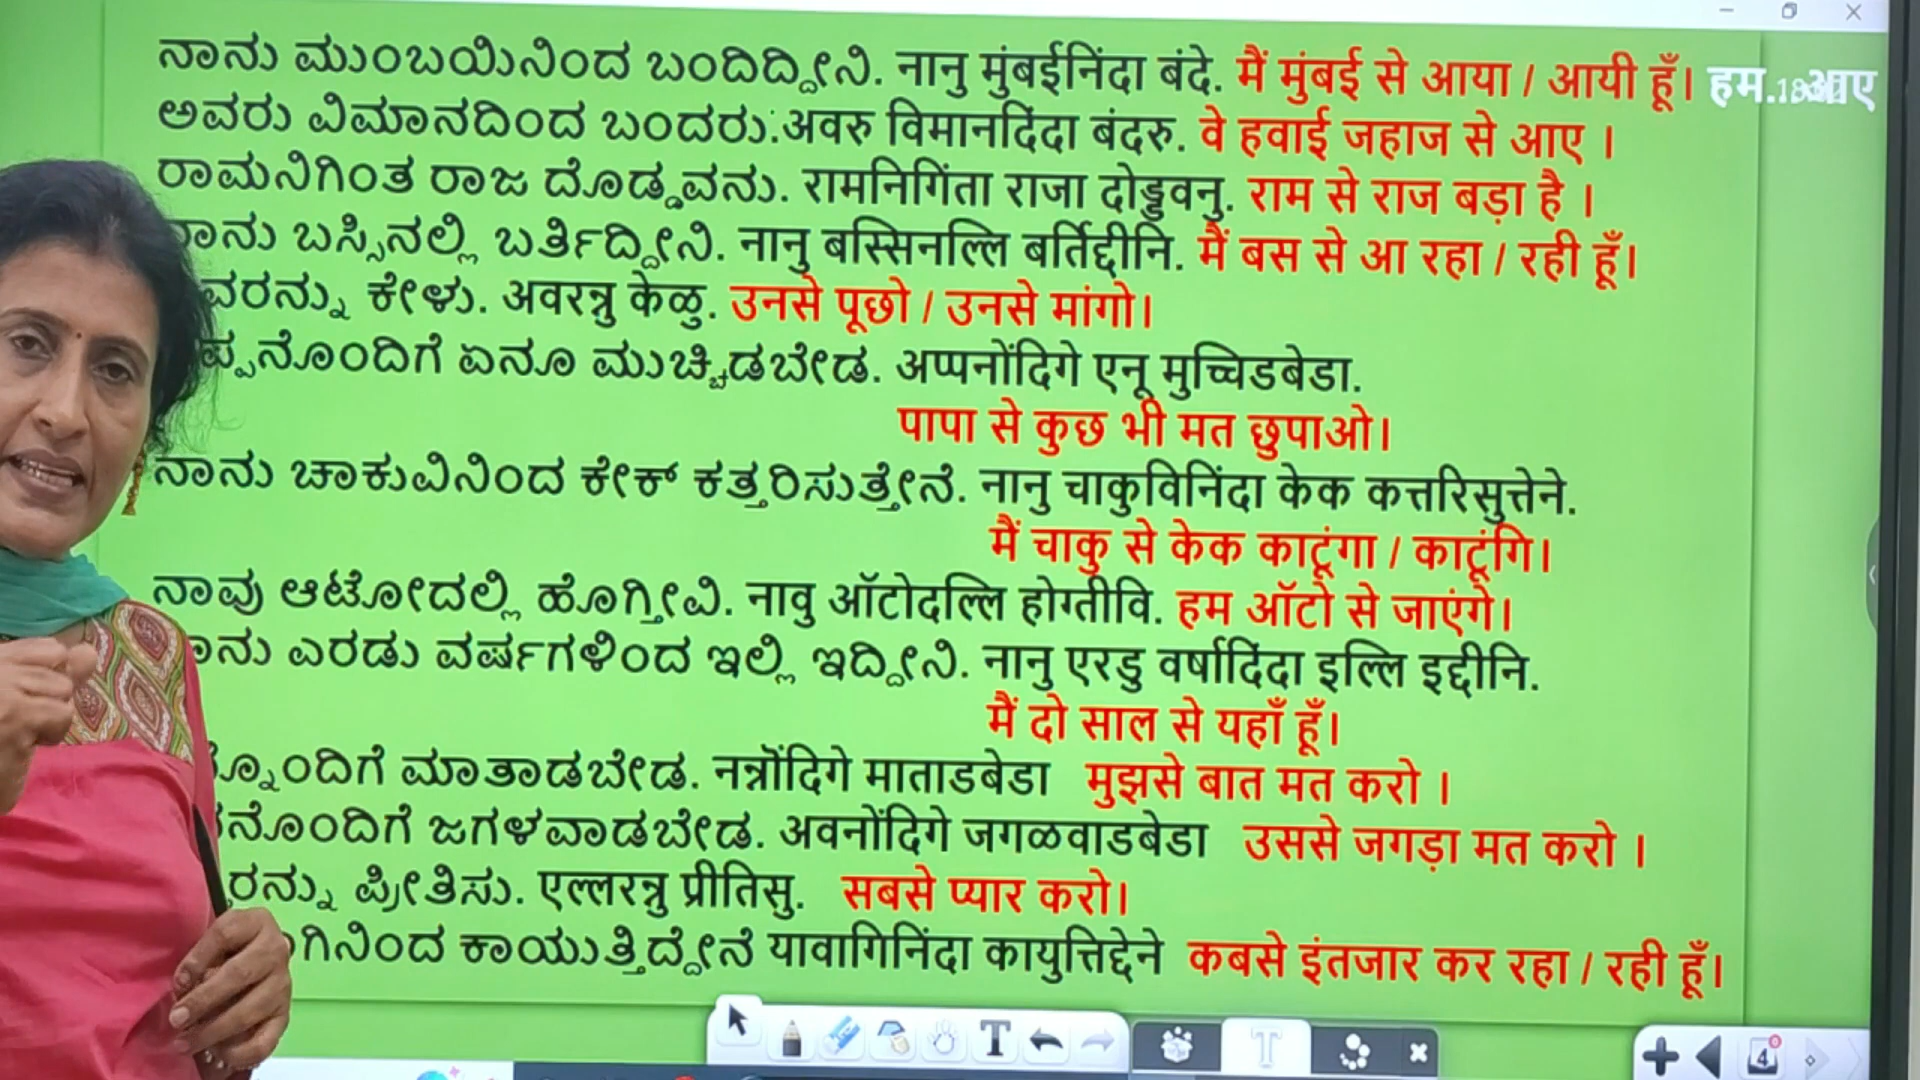 ನಾನು ಮುಂಬಯಿನಿಂದ ಬಂದಿದ್ದೀನಿ. नानु मुंबईनिंदा बंदे. मैं मुंबई से आया / आयी हूँ। हम..
ಅವರು ವಿಮಾನದಿಂದ ಬಂದರು. अवरु विमानदिंदा बंदरु. वे हवाई जहाज से आए ।
ರಾಮನಿಗಿಂತ ರಾಜ ದೊಡ್ಡವನು. रामनिगिंता राजा दोड्डवनु. राम से राज बड़ा है ।
ಾನು ಬಸ್ಸಿನಲ್ಲಿ ಬರ್ತಿದ್ದೀನಿ. नानु बस्सिनल्लि बर्तिद्दीनि. मैं बस से आ रहा / रही हूँ।
ವರನ್ನು ಕೇಳು. अवरन्नु केळु. उनसे पूछो / उनसे मांगो।
ಪ್ಪನೊಂದಿಗೆ ಏನೂ ಮುಚ್ಚಿಡಬೇಡ. अप्पनोंदिगे एनू मुच्चिडबेडा.
पापा से कुछ भी मत छुपाओ।
ನಾನು ಚಾಕುವಿನಿಂದ ಕೇಕ್ ಕತ್ತರಿಸುತ್ತೇನೆ. नानु चाकुविनिंदा केक कत्तरिसुत्तेने.
मैं चाकु से केक काटूंगा / काटूंगि।
ನಾವು ಆಟೋದಲ್ಲಿ ಹೊಗ್ತೀವಿ. नावु ऑटोदल्लि होग्तीवि. हम ऑटो से जाएंगे।
ಾನು ಎರಡು ವರ್ಷಗಳಿಂದ ಇಲ್ಲಿ ಇದ್ದೀನಿ. नानु एरडु वर्षादिंदा इल्लि इद्दीनि.
मैं दो साल से यहाँ हूँ।
ನ್ನೊಂದಿಗೆ ಮಾತಾಡಬೇಡ. नन्नोंदिगे माताडबेडा मुझसे बात मत करो ।
ನೊಂದಿಗೆ ಜಗಳವಾಡಬೇಡ. अवनोंदिगे जगळवाडबेडा उससे जगड़ा मत करो ।
ರನ್ನು ಪ್ರೀತಿಸು. एल्लरन्नु प्रीतिसु. सबसे प्यार करो।
ಾಗಿನಿಂದ ಕಾಯುತ್ತಿದ್ದೇನೆ यावागिनिंदा कायुत्तिद्देने कबसे इंतजार कर रहा / रही हूँ।